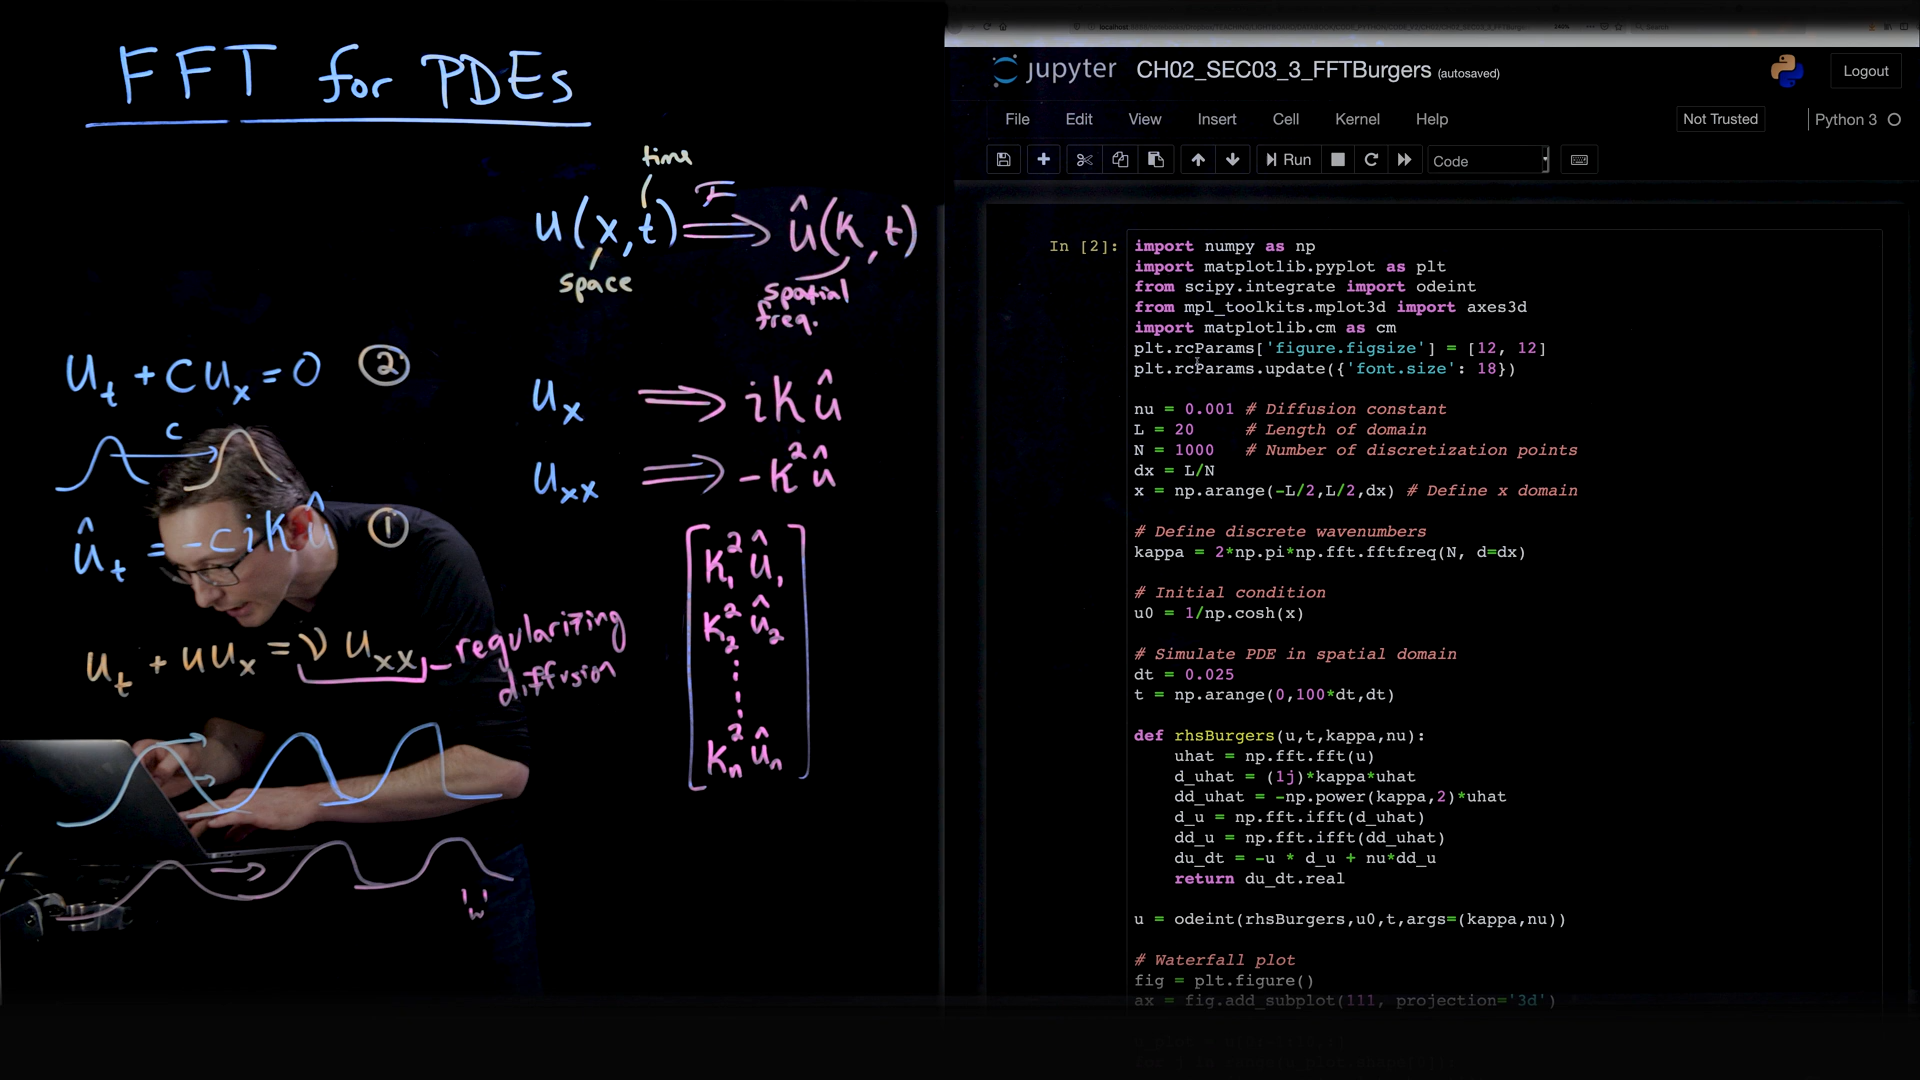 FFT for PDEs
time
u(x,t) ⟹ û(k,t)
F
space
spatial
freq.
u_t + c u_x = 0 ②
c
u_x ⟹ i k û
u_xx ⟹ -k² û
û_t = -c i k û ①
k₁² û₁
k₂² û₂
kₙ² ûₙ
u_t + u u_x = ν u_xx
regularizing
diffusion
jupyter CH02_SEC03_3_FFTBurgers (autosaved)
Logout
File Edit View Insert Cell Kernel Help
Not Trusted
Python 3
Run
Code
In [2]:
import numpy as np
import matplotlib.pyplot as plt
from scipy.integrate import odeint
from mpl_toolkits.mplot3d import axes3d
import matplotlib.cm as cm
plt.rcParams['figure.figsize'] = [12, 12]
plt.rcParams.update({'font.size': 18})
nu = 0.001 # Diffusion constant
L = 20 # Length of domain
N = 1000 # Number of discretization points
dx = L/N
x = np.arange(-L/2,L/2,dx) # Define x domain
# Define discrete wavenumbers
kappa = 2*np.pi*np.fft.fftfreq(N, d=dx)
# Initial condition
u0 = 1/np.cosh(x)
# Simulate PDE in spatial domain
dt = 0.025
t = np.arange(0,100*dt,dt)
def rhsBurgers(u,t,kappa,nu):
uhat = np.fft.fft(u)
d_uhat = (1j)*kappa*uhat
dd_uhat = -np.power(kappa,2)*uhat
d_u = np.fft.ifft(d_uhat)
dd_u = np.fft.ifft(dd_uhat)
du_dt = -u * d_u + nu*dd_u
return du_dt.real
u = odeint(rhsBurgers,u0,t,args=(kappa,nu))
# Waterfall plot
fig = plt.figure()
ax = fig.add_subplot(111, projection='3d')